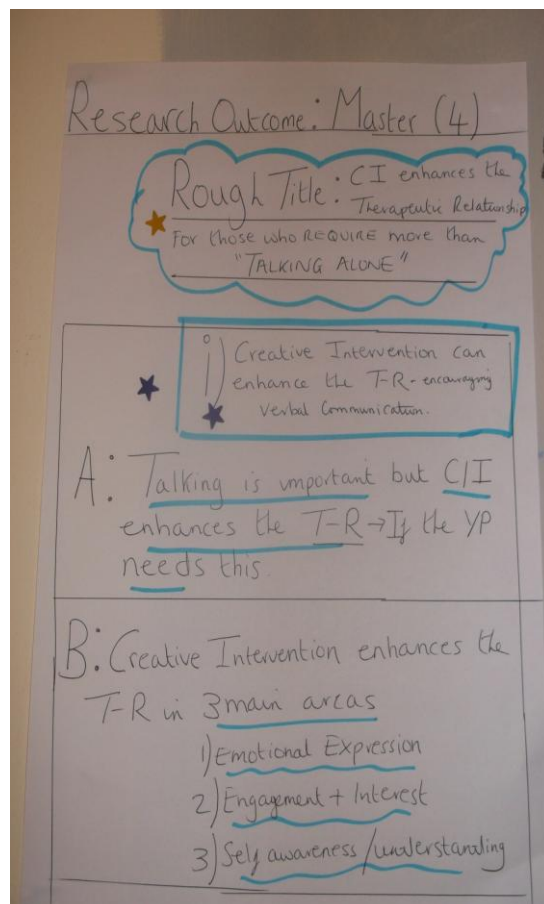 Research Outcome: Master (4)
Rough Title: CI enhances the
Therapeutic Relationship
For those who REQUIRE more than
"TALKING ALONE"
i) Creative Intervention can
enhance the T-R - encouraging
Verbal Communication.
A: Talking is important but C/I
enhances the T-R → If the YP
needs this.
B: Creative Intervention enhances the
T-R in 3 main areas
1) Emotional Expression
2) Engagement + Interest
3) Self awareness / understanding